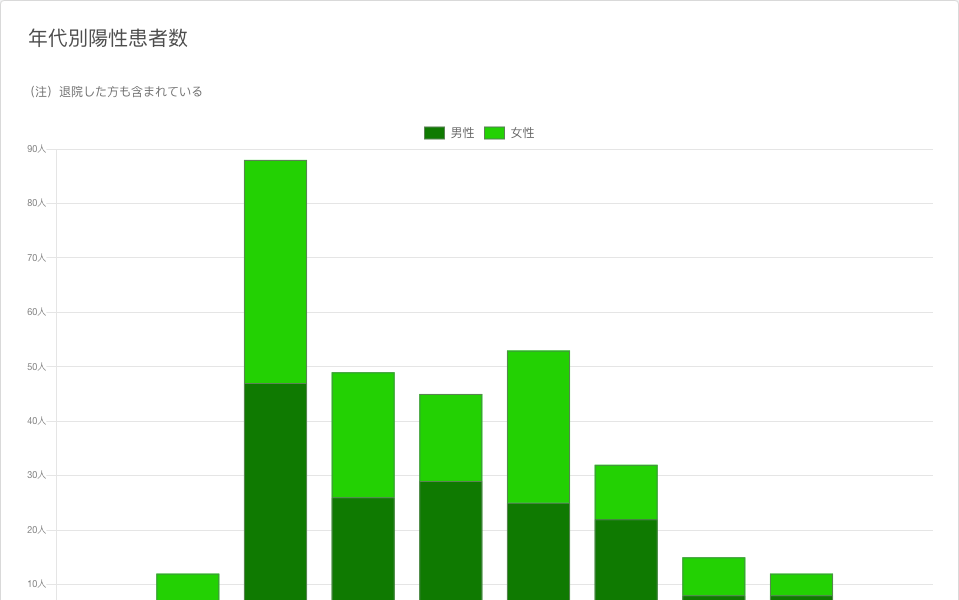 年代別陽性患者数
（注）退院した方も含まれている
男性 女性
90人
80人
70人
60人
50人
40人
30人
20人
10人